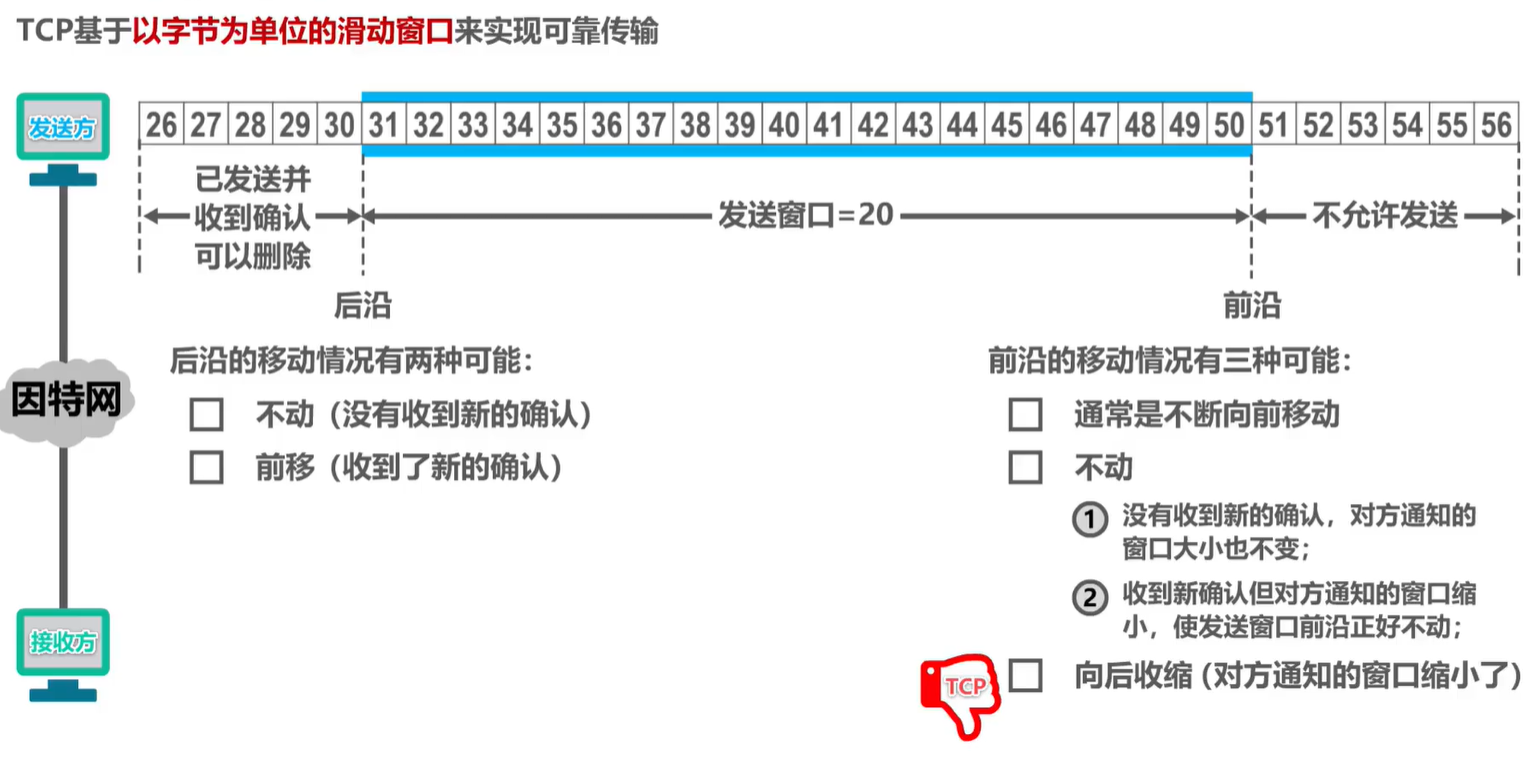 TCP基于以字节为单位的滑动窗口来实现可靠传输
发送方
26 27 28 29 30 31 32 33 34 35 36 37 38 39 40 41 42 43 44 45 46 47 48 49 50 51 52 53 54 55 56
已发送并
收到确认
可以删除
发送窗口=20
不允许发送
后沿
前沿
后沿的移动情况有两种可能：
不动（没有收到新的确认）
前移（收到了新的确认）
前沿的移动情况有三种可能：
通常是不断向前移动
不动
1 没有收到新的确认，对方通知的
窗口大小也不变；
2 收到新确认但对方通知的窗口缩
小，使发送窗口前沿正好不动；
TCP 向后收缩 (对方通知的窗口缩小了)
因特网
接收方